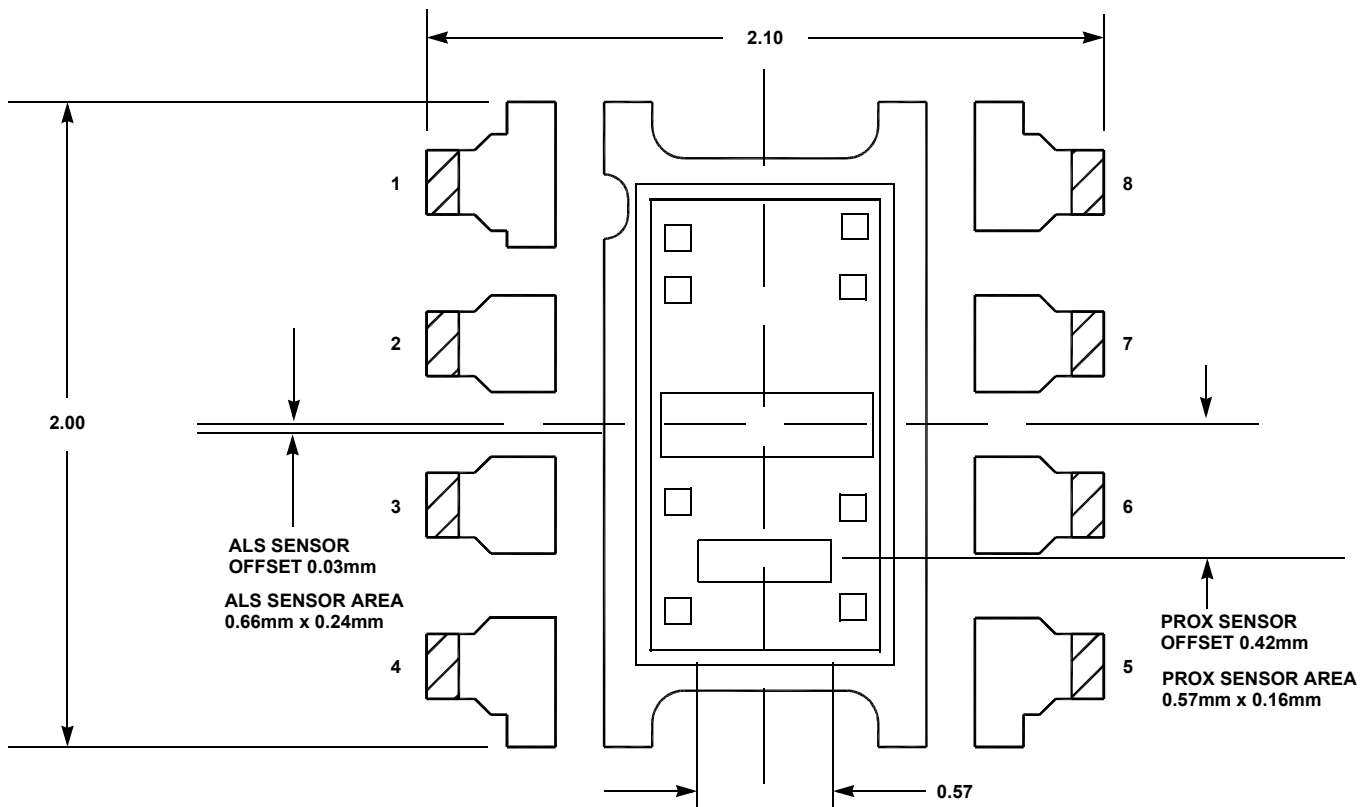 2.10
1
8
2
7
2.00
3
6
ALS SENSOR
OFFSET 0.03mm
ALS SENSOR AREA
0.66mm x 0.24mm
PROX SENSOR
OFFSET 0.42mm
4
5
PROX SENSOR AREA
0.57mm x 0.16mm
0.57